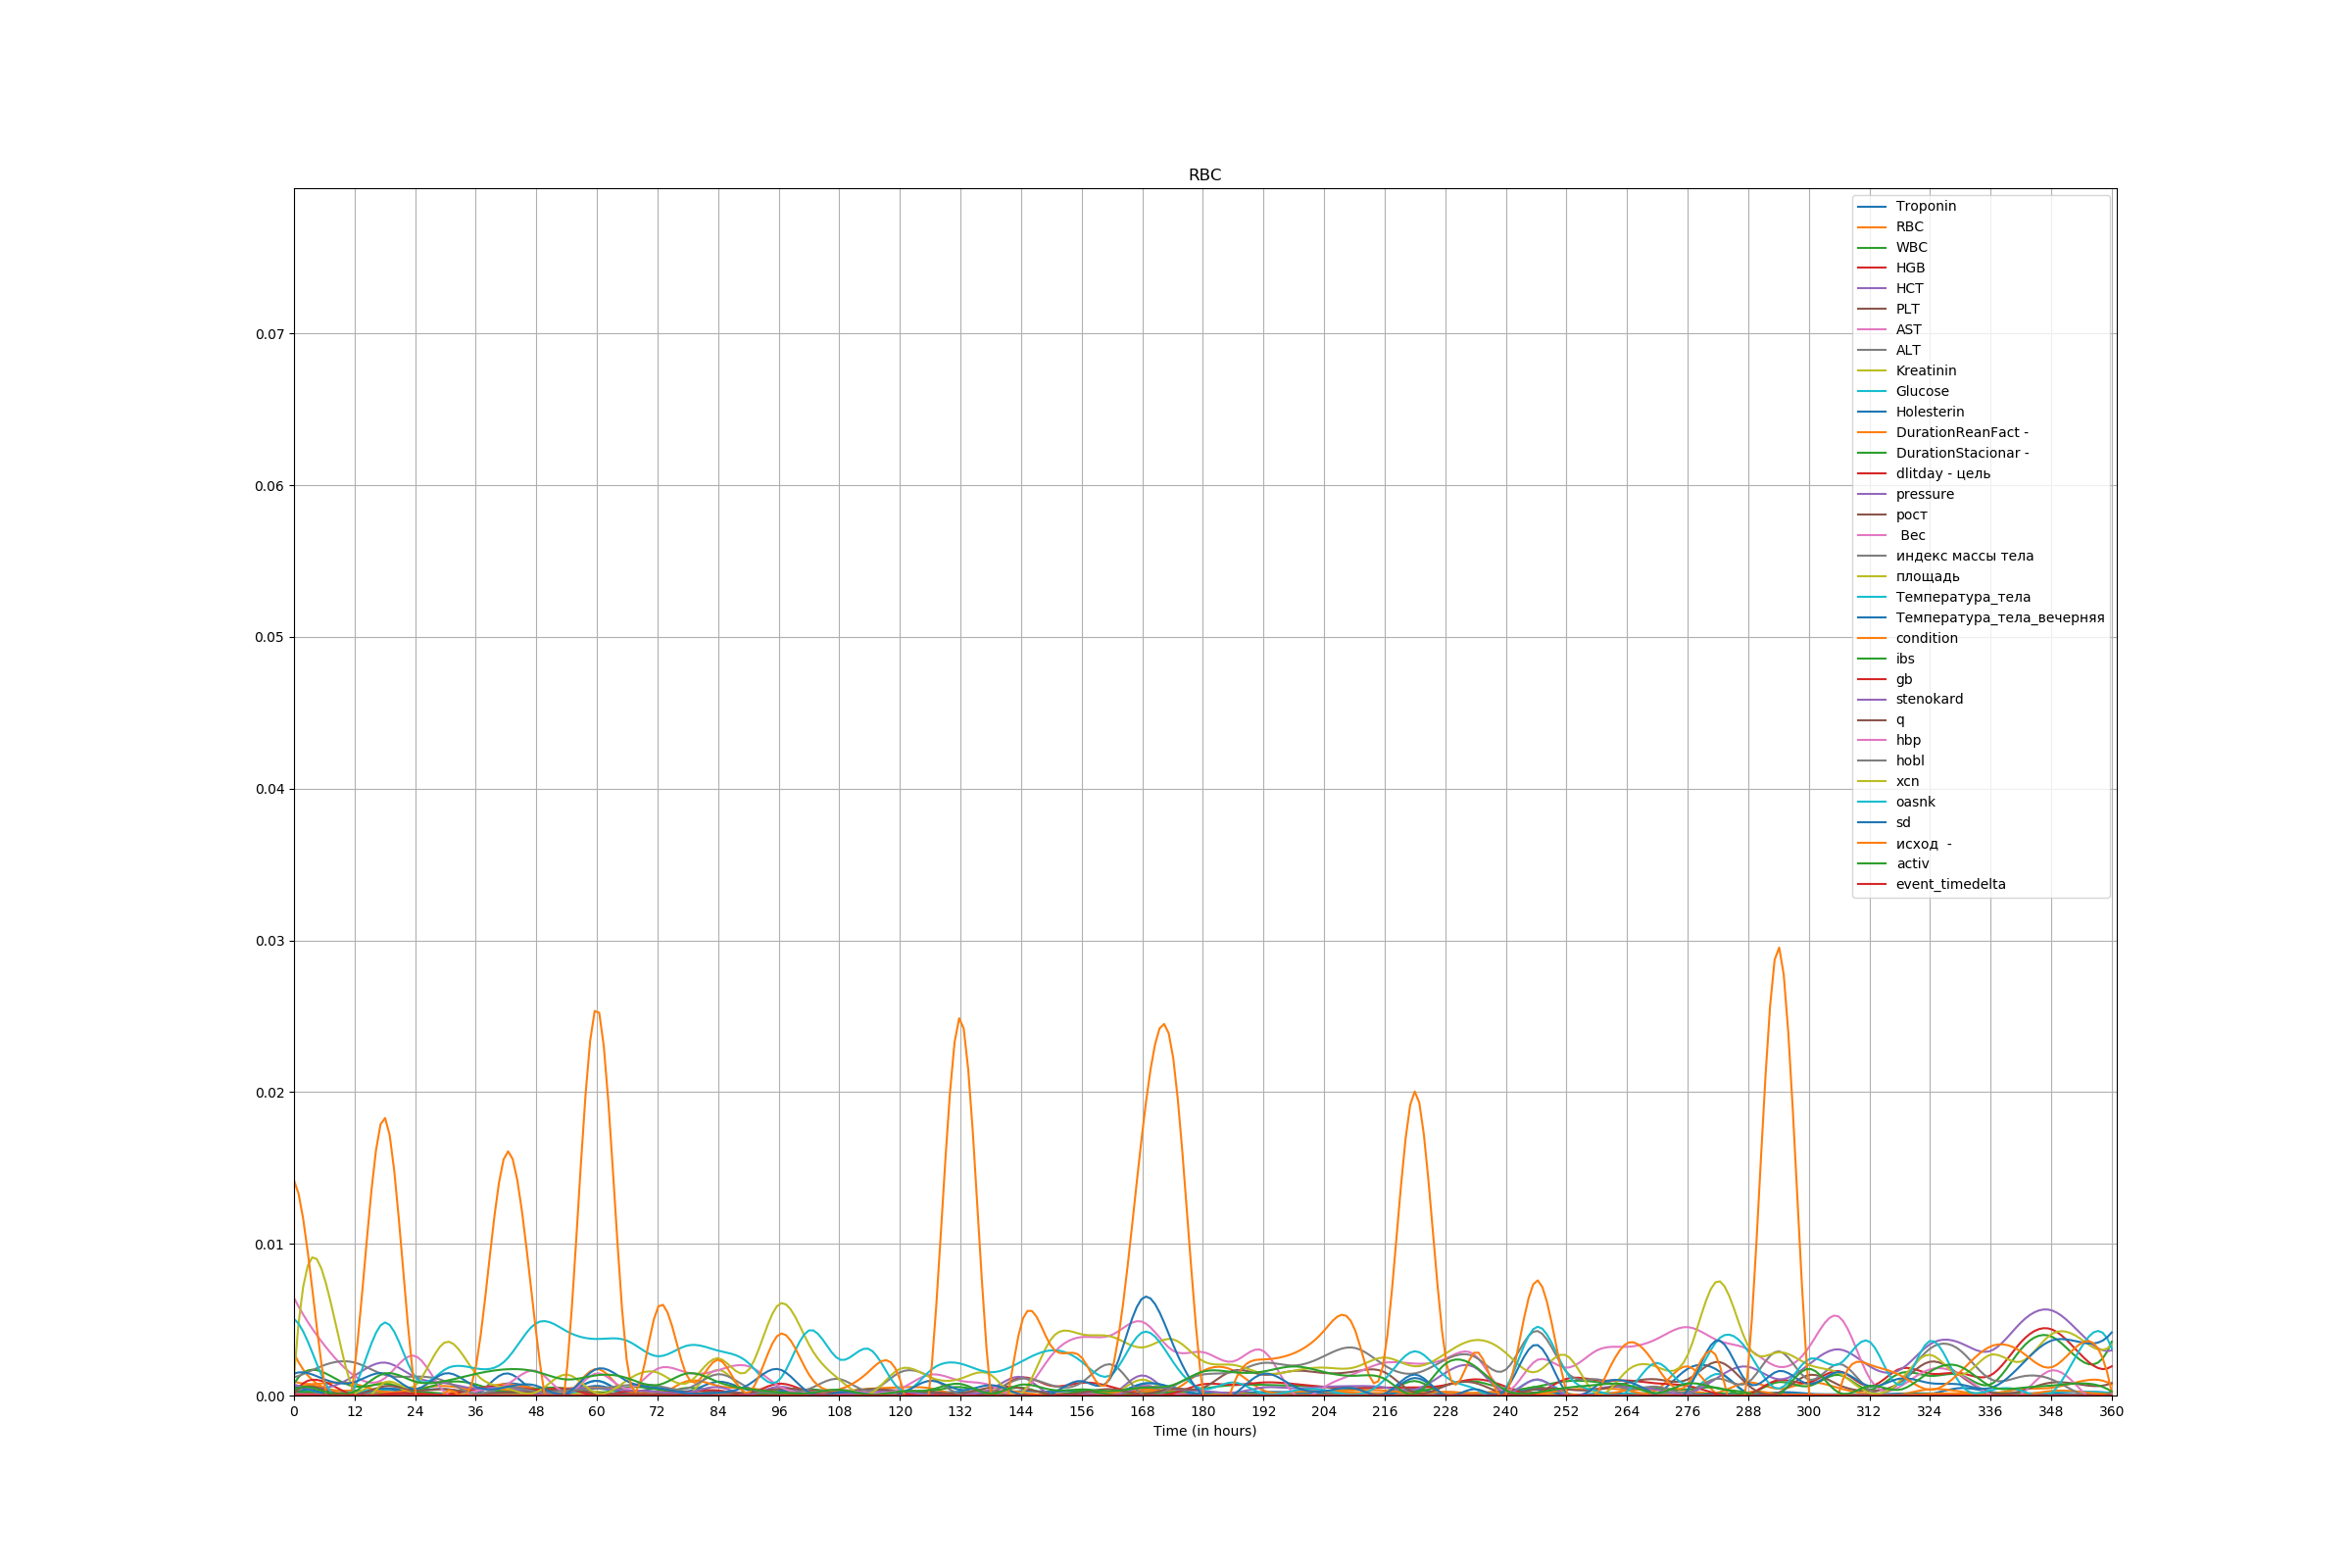 RBC
Troponin
RBC
WBC
HGB
HCT
PLT
AST
ALT
Kreatinin
Glucose
Holesterin
DurationReanFact -
DurationStacionar -
dlitday - цель
pressure
рост
Вес
индекс массы тела
площадь
Температура_тела
Температура_тела_вечерняя
condition
ibs
gb
stenokard
q
hbp
hobl
xcn
oasnk
sd
исход  -
activ
event_timedelta
0.07
0.06
0.05
0.04
0.03
0.02
0.01
0.00
0 12 24 36 48 60 72 84 96 108 120 132 144 156 168 180 192 204 216 228 240 252 264 276 288 300 312 324 336 348 360
Time (in hours)